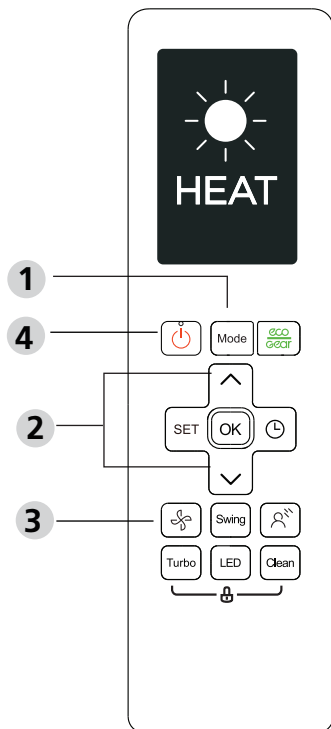 HEAT
1
4
Mode
eco
Gear
2
SET
OK
3
Swing
Turbo
LED
Clean